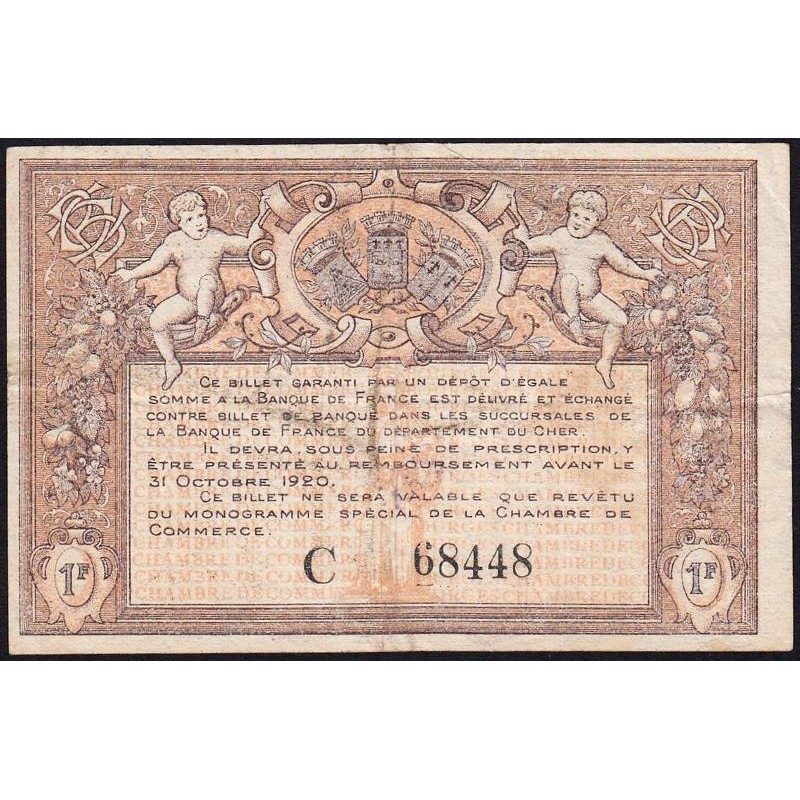 CE BILLET GARANTI PAR UN DÉPÔT D'ÉGALE
SOMME A LA BANQUE DE FRANCE EST DÉLIVRÉ ET ÉCHANGÉ
CONTRE BILLET DE BANQUE DANS LES SUCCURSALES DE
LA BANQUE DE FRANCE DU DÉPARTEMENT DU CHER.
IL DEVRA, SOUS PEINE DE PRESCRIPTION, Y
ÊTRE PRÉSENTÉ AU REMBOURSEMENT AVANT LE
31 OCTOBRE 1920.
CE BILLET NE SERA VALABLE QUE REVÊTU
DU MONOGRAMME SPÉCIAL DE LA CHAMBRE DE
COMMERCE.
C 68448
1F 1F